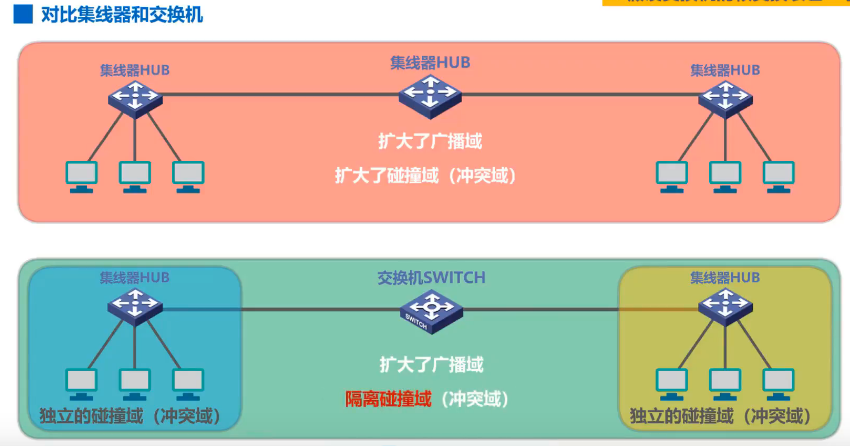 对比集线器和交换机
集线器HUB
集线器HUB
集线器HUB
扩大了广播域
扩大了碰撞域（冲突域）
集线器HUB
交换机SWITCH
集线器HUB
SWITCH
扩大了广播域
隔离碰撞域（冲突域）
独立的碰撞域（冲突域）
独立的碰撞域（冲突域）